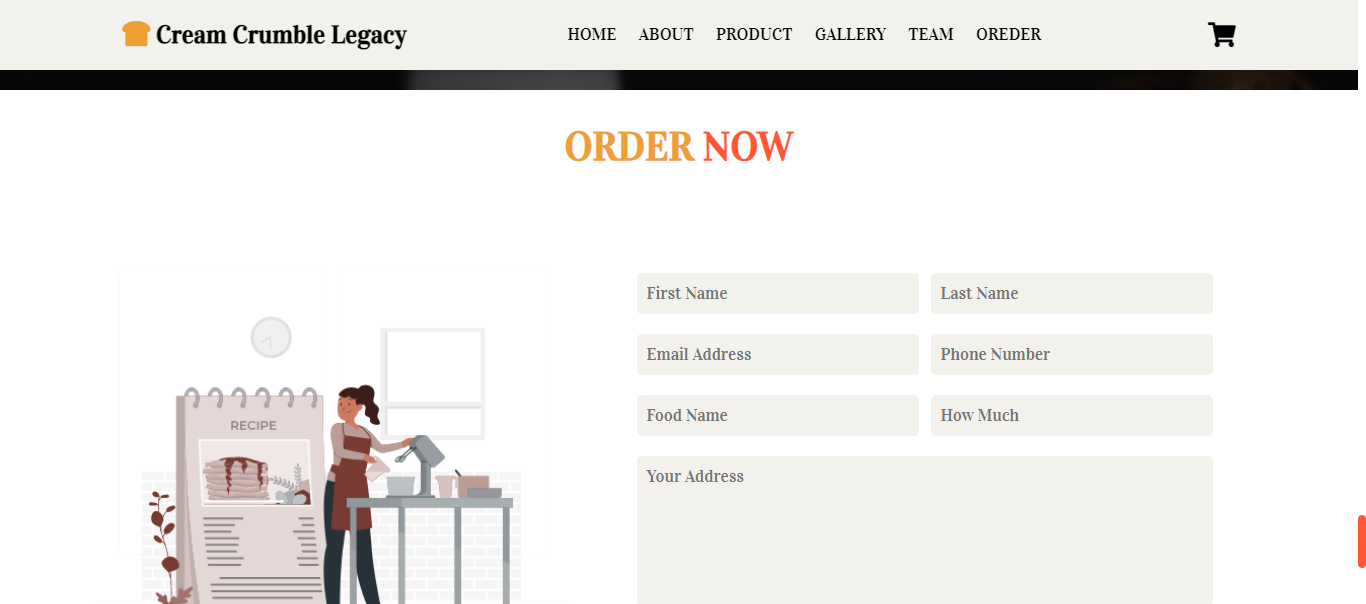 Cream Crumble Legacy
HOME ABOUT PRODUCT GALLERY TEAM OREDER
ORDER NOW
First Name Last Name
Email Address Phone Number
Food Name How Much
Your Address
RECIPE